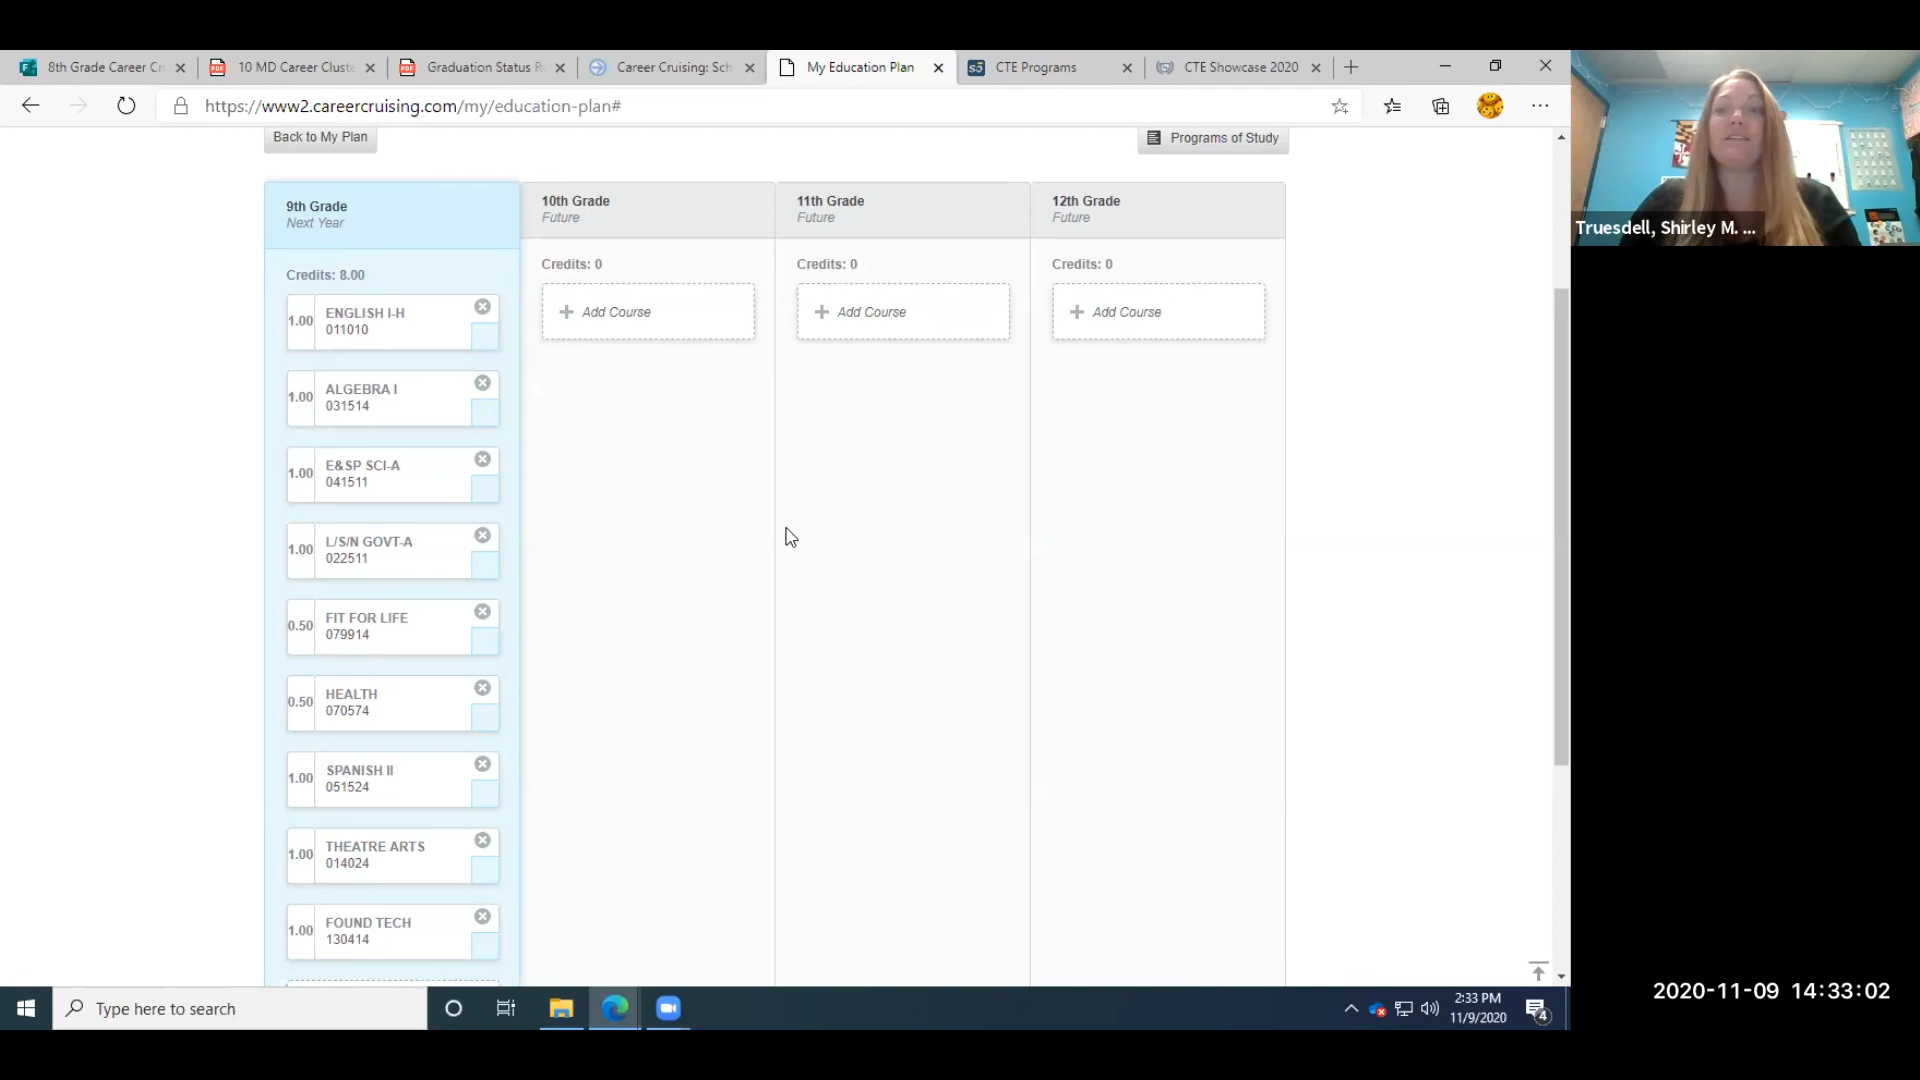 8th Grade Career Cr
10 MD Career Cluste
Graduation Status R
Career Cruising: Sch
My Education Plan
CTE Programs
CTE Showcase 2020
https://www2.careercruising.com/my/education-plan#
Back to My Plan
Programs of Study
9th Grade
Next Year
Credits: 8.00
1.00
ENGLISH I-H
011010
1.00
ALGEBRA I
031514
1.00
E&SP SCI-A
041511
1.00
L/S/N GOVT-A
022511
0.50
FIT FOR LIFE
079914
0.50
HEALTH
070574
1.00
SPANISH II
051524
1.00
THEATRE ARTS
014024
1.00
FOUND TECH
130414
10th Grade
Future
Credits: 0
Add Course
11th Grade
Future
Credits: 0
Add Course
12th Grade
Future
Credits: 0
Add Course
Truesdell, Shirley M. ...
Type here to search
2:33 PM
11/9/2020
4
2020-11-09 14:33:02